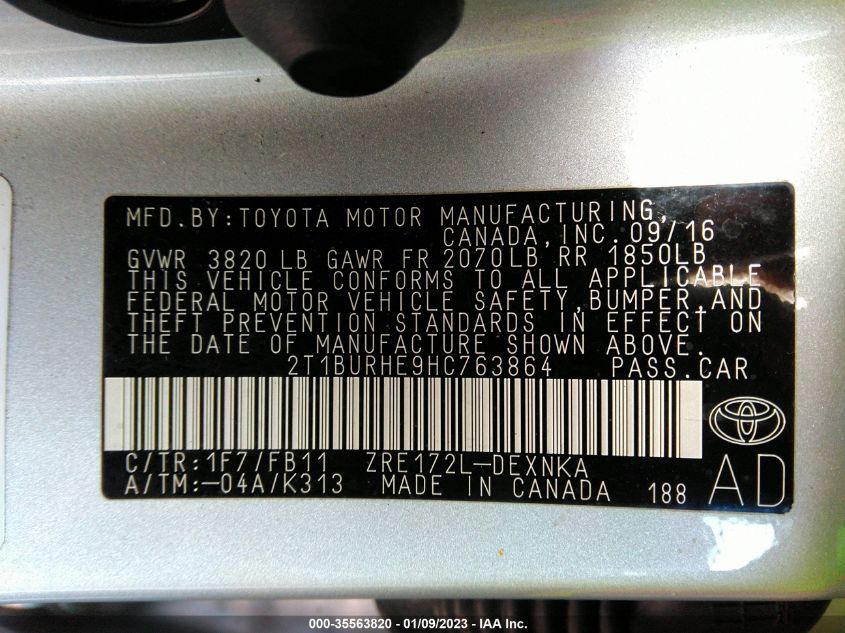 MFD.BY:TOYOTA MOTOR MANUFACTURING,
CANADA,INC.09/16
GVWR 3820 LB GAWR FR 2070LB RR 1850LB
THIS VEHICLE CONFORMS TO ALL APPLICABLE
FEDERAL MOTOR VEHICLE SAFETY,BUMPER,AND
THEFT PREVENTION STANDARDS IN EFFECT ON
THE DATE OF MANUFACTURE SHOWN ABOVE.
2T1BURHE9HC763864 PASS.CAR
C/TR:1F7/FB11 ZRE172L-DEXNKA
A/TM:-04A/K313 MADE IN CANADA 188 AD
000-35563820 - 01/09/2023 - IAA Inc.